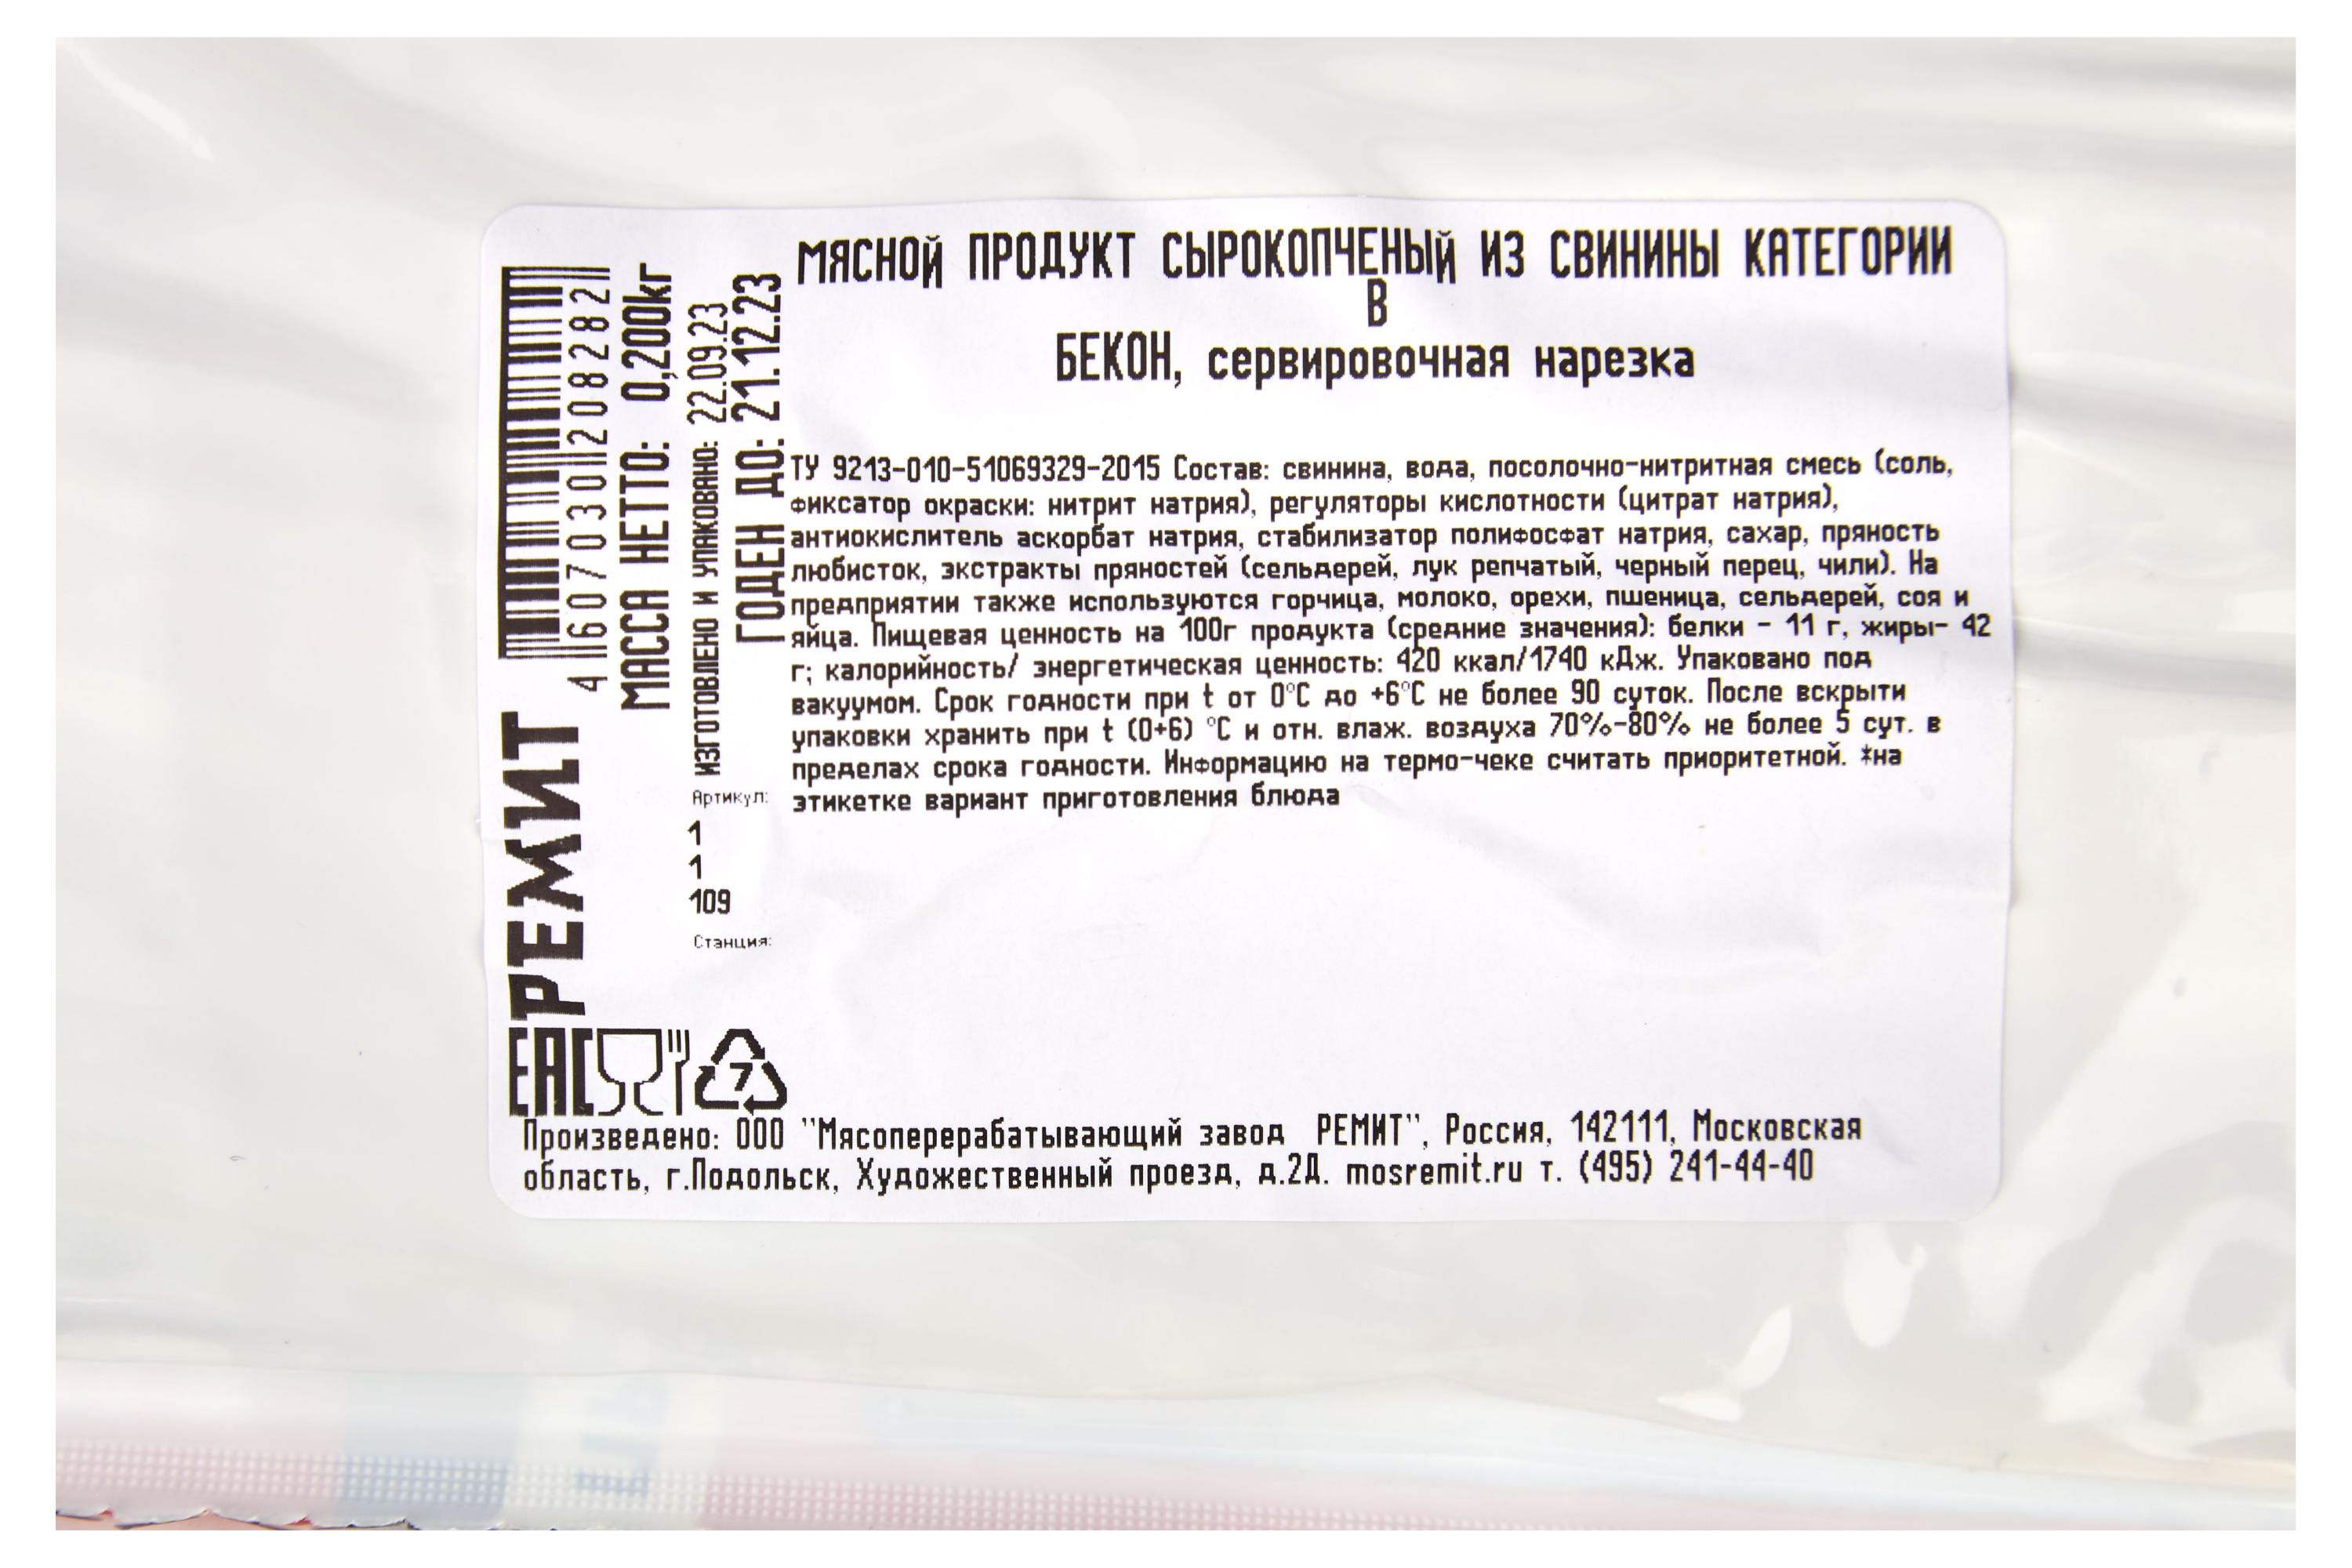 МЯСНОЙ ПРОДУКТ СЫРОКОПЧЕНЫЙ ИЗ СВИНИНЫ КАТЕГОРИИ
В
БЕКОН, сервировочная нарезка
ТУ 9213-010-51069329-2015 Состав: свинина, вода, посолочно-нитритная смесь (соль,
фиксатор окраски: нитрит натрия), регуляторы кислотности (цитрат натрия),
антиокислитель аскорбат натрия, стабилизатор полифосфат натрия, сахар, пряность
любисток, экстракты пряностей (сельдерей, лук репчатый, черный перец, чили). На
предприятии также используются горчица, молоко, орехи, пшеница, сельдерей, соя и
яйца. Пищевая ценность на 100г продукта (средние значения): белки - 11 г, жиры- 42
г; калорийность/ энергетическая ценность: 420 ккал/1740 кДж. Упаковано под
вакуумом. Срок годности при t от 0°С до +6°С не более 90 суток. После вскрыти
упаковки хранить при t (0+6) °С и отн. влаж. воздуха 70%-80% не более 5 сут. в
пределах срока годности. Информацию на термо-чеке считать приоритетной. *на
этикетке вариант приготовления блюда
4 607030 208282
МАССА НЕТТО: 0,200кг
ИЗГОТОВЛЕНО И УПАКОВАНО: 22.09.23
ГОДЕН ДО: 21.12.23
РЕМИТ
Артикул:
1
1
109
Станция:
ЕАС
7
Произведено: ООО "Мясоперерабатывающий завод РЕМИТ", Россия, 142111, Московская
область, г.Подольск, Художественный проезд, д.2Д. mosremit.ru т. (495) 241-44-40